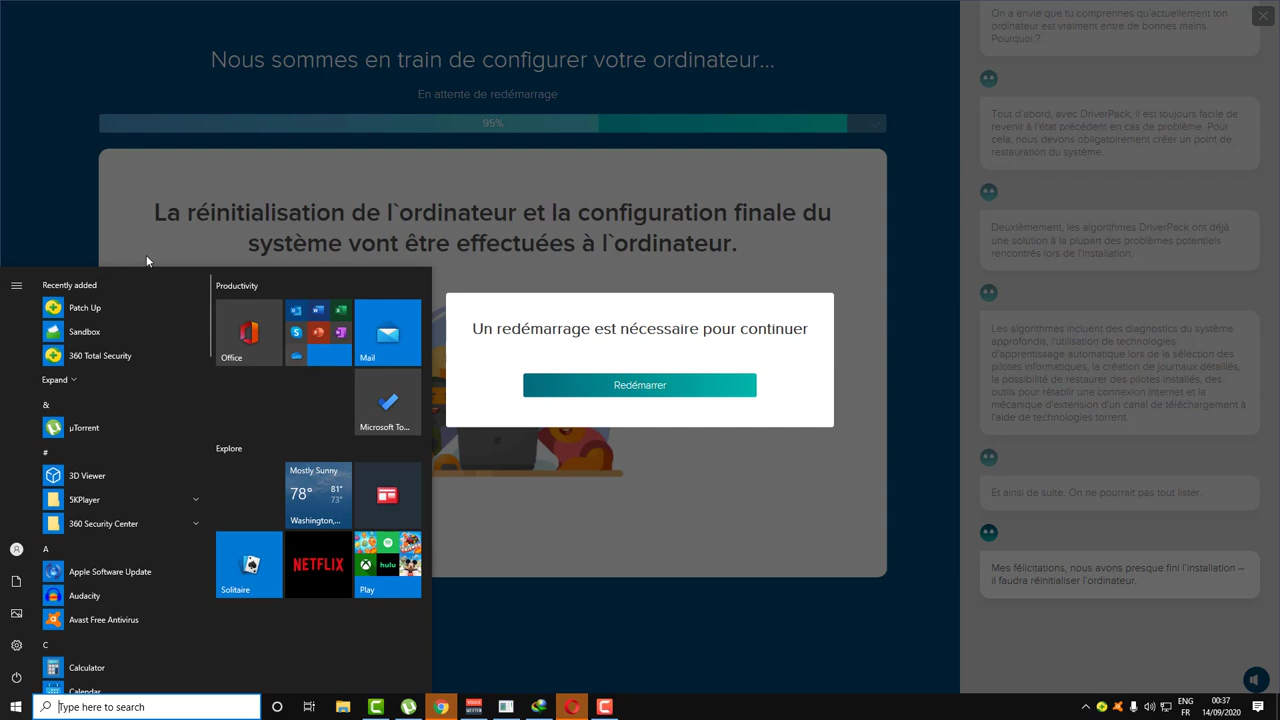 Nous sommes en train de configurer votre ordinateur...
En attente de redémarrage
95%
La réinitialisation de l`ordinateur et la configuration finale du
système vont être effectuées à l`ordinateur.
Un redémarrage est nécessaire pour continuer
Redémarrer
On a envie que tu comprennes qu'actuellement ton
ordinateur est vraiment entre de bonnes mains.
Pourquoi ?
Tout d'abord, avec DriverPack, il est toujours facile de
revenir à l'état précédent en cas de problème. Pour
cela, nous devons obligatoirement créer un point de
restauration du système.
Deuxièmement, les algorithmes DriverPack ont déjà
une solution à la plupart des problèmes potentiels
rencontrés lors de l'installation.
Les algorithmes incluent des diagnostics du système
approfondis, l'utilisation de technologies
d'apprentissage automatique lors de la sélection des
pilotes informatiques, la création de journaux détaillés,
la possibilité de restaurer des pilotes installés, des
outils pour rétablir une connexion Internet et la
mécanique d'extension d'un canal de téléchargement à
l'aide de technologies torrent.
Et ainsi de suite. On ne pourrait pas tout lister.
Mes félicitations, nous avons presque fini l'installation –
il faudra réinitialiser l'ordinateur.
Recently added
Patch Up
Sandbox
360 Total Security
Expand
&
µTorrent
#
3D Viewer
5KPlayer
360 Security Center
A
Apple Software Update
Audacity
Avast Free Antivirus
C
Calculator
Calendar
Productivity
Office
Mail
Microsoft To...
Explore
Mostly Sunny
78° 81°
73°
Washington,...
Solitaire
NETFLIX
hulu
Play
Type here to search
ENG
FR
00:37
14/09/2020